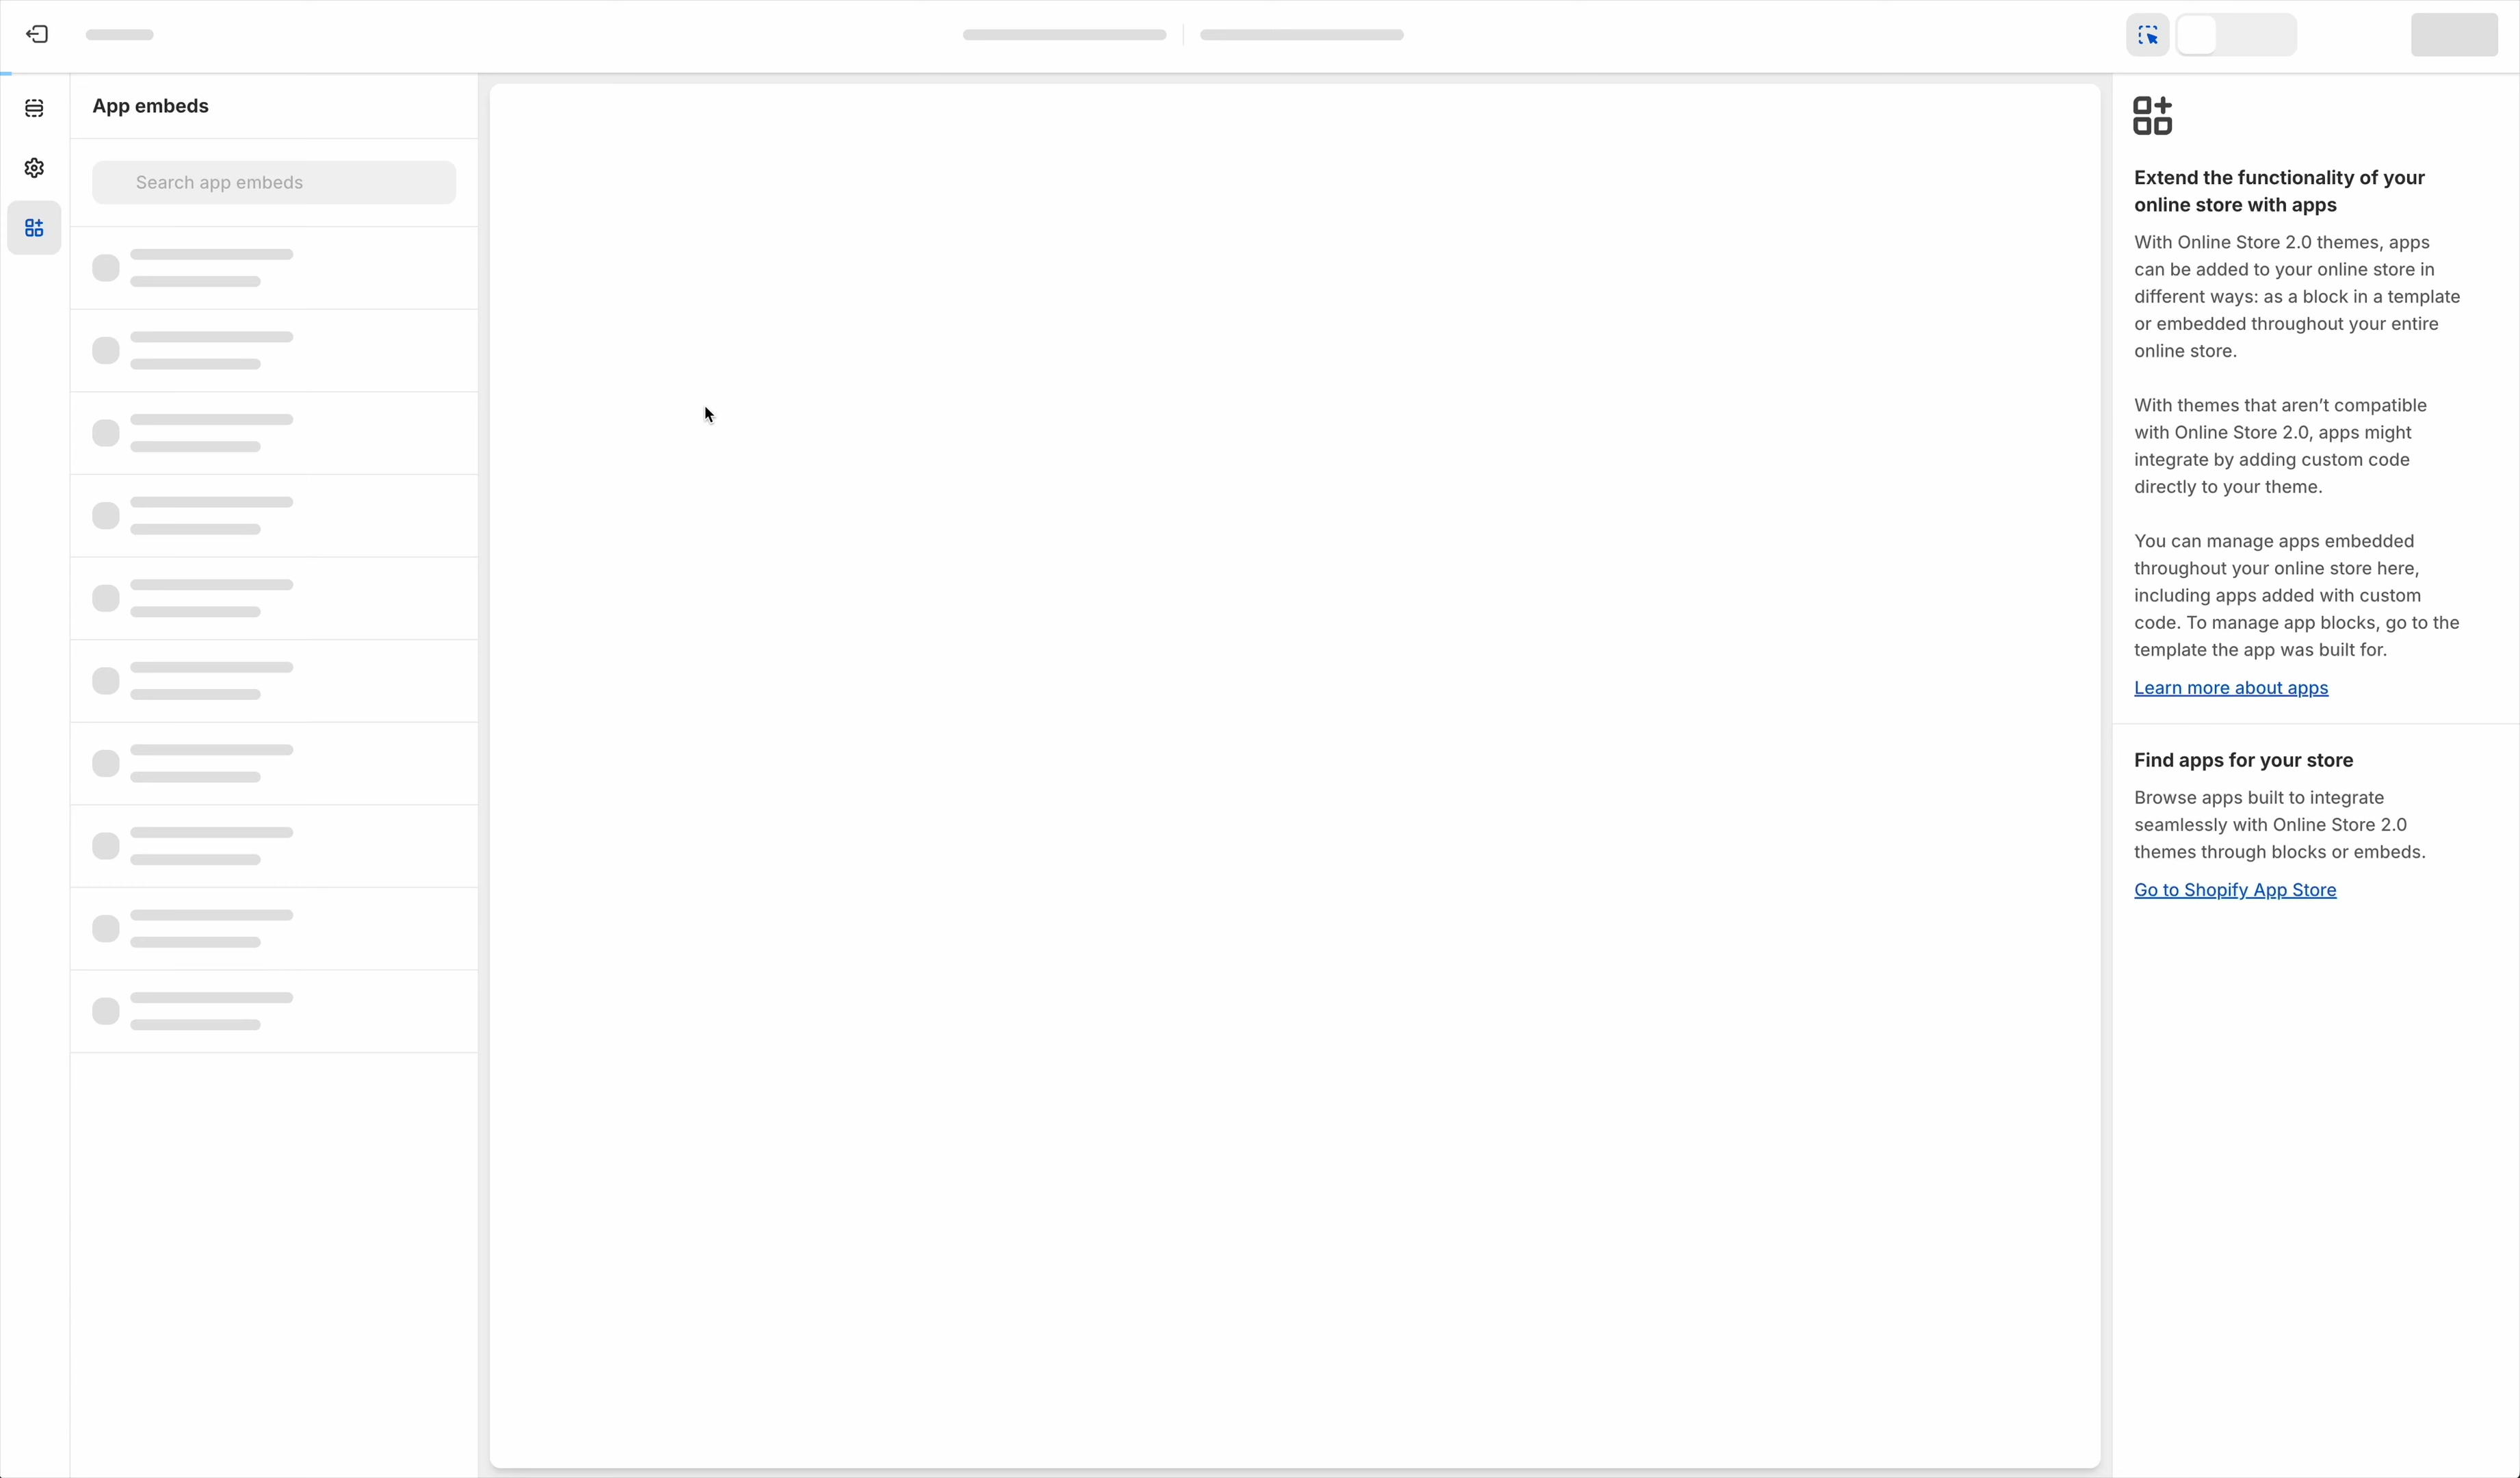 App embeds
Search app embeds
Extend the functionality of your
online store with apps
With Online Store 2.0 themes, apps
can be added to your online store in
different ways: as a block in a template
or embedded throughout your entire
online store.
With themes that aren’t compatible
with Online Store 2.0, apps might
integrate by adding custom code
directly to your theme.
You can manage apps embedded
throughout your online store here,
including apps added with custom
code. To manage app blocks, go to the
template the app was built for.
Learn more about apps
Find apps for your store
Browse apps built to integrate
seamlessly with Online Store 2.0
themes through blocks or embeds.
Go to Shopify App Store